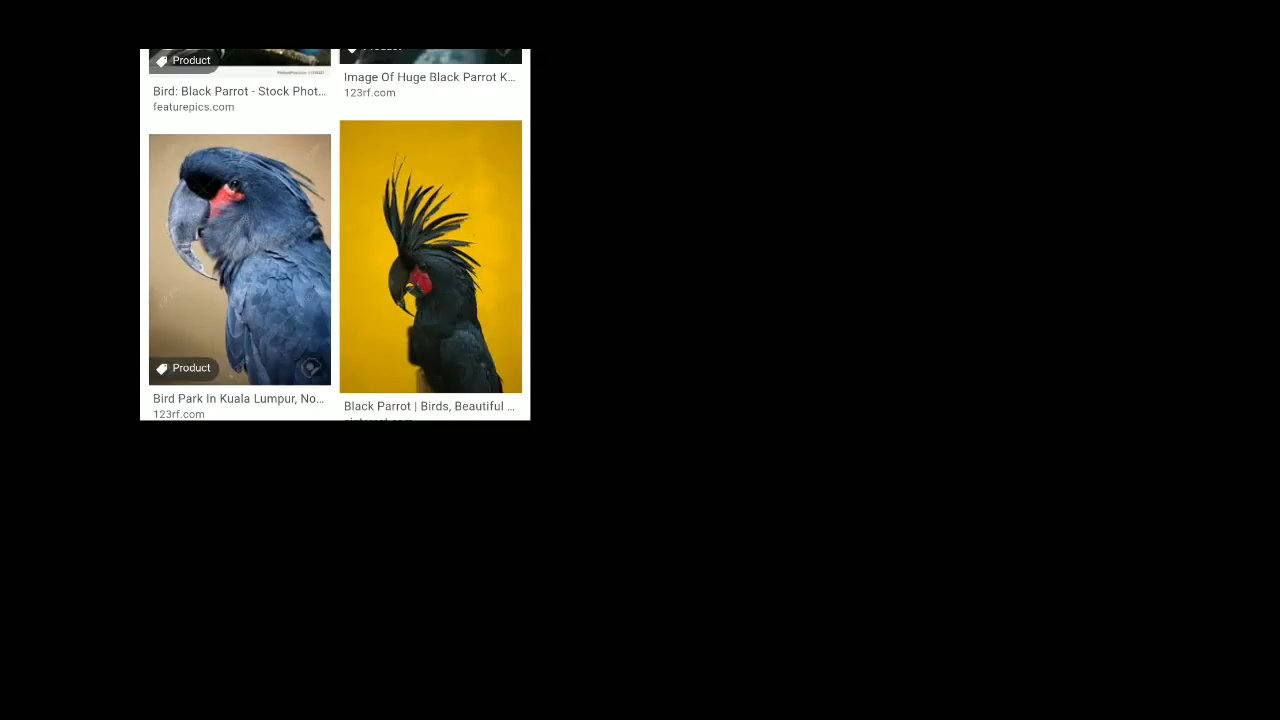 Product
Bird: Black Parrot - Stock Phot...
featurepics.com
Image Of Huge Black Parrot K...
123rf.com
Product
Bird Park In Kuala Lumpur, No...
123rf.com
Black Parrot | Birds, Beautiful ...